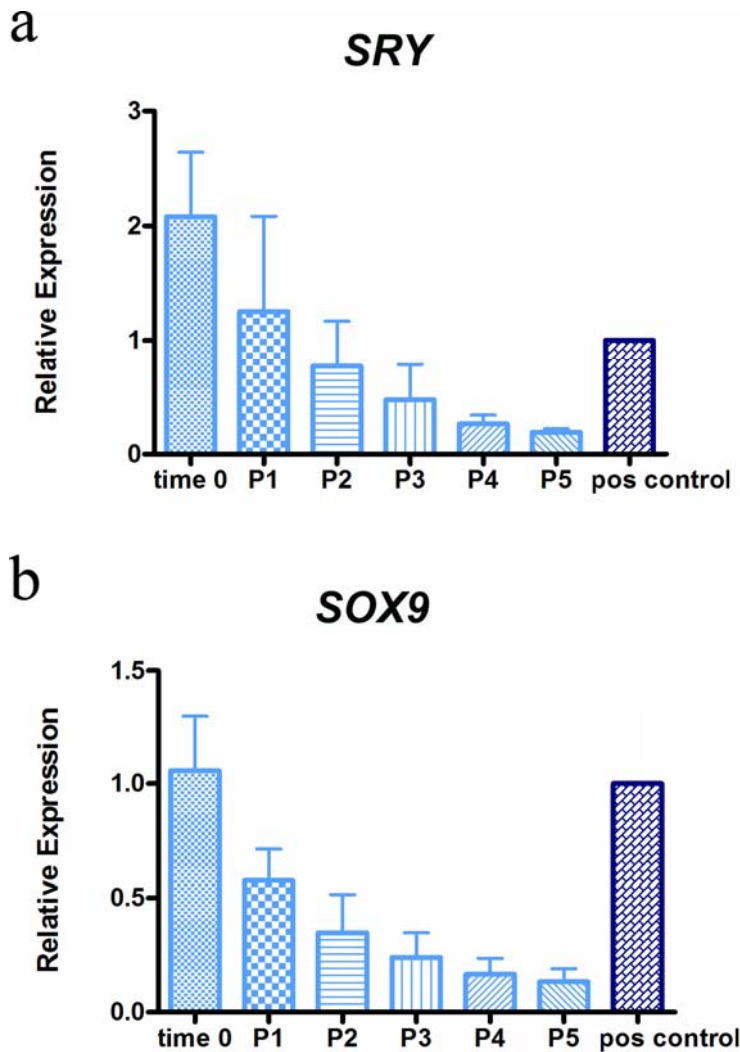 a
SRY
Relative Expression
3
2
1
0
time 0 P1 P2 P3 P4 P5 pos control
b
SOX9
Relative Expression
1.5
1.0
0.5
0.0
time 0 P1 P2 P3 P4 P5 pos control